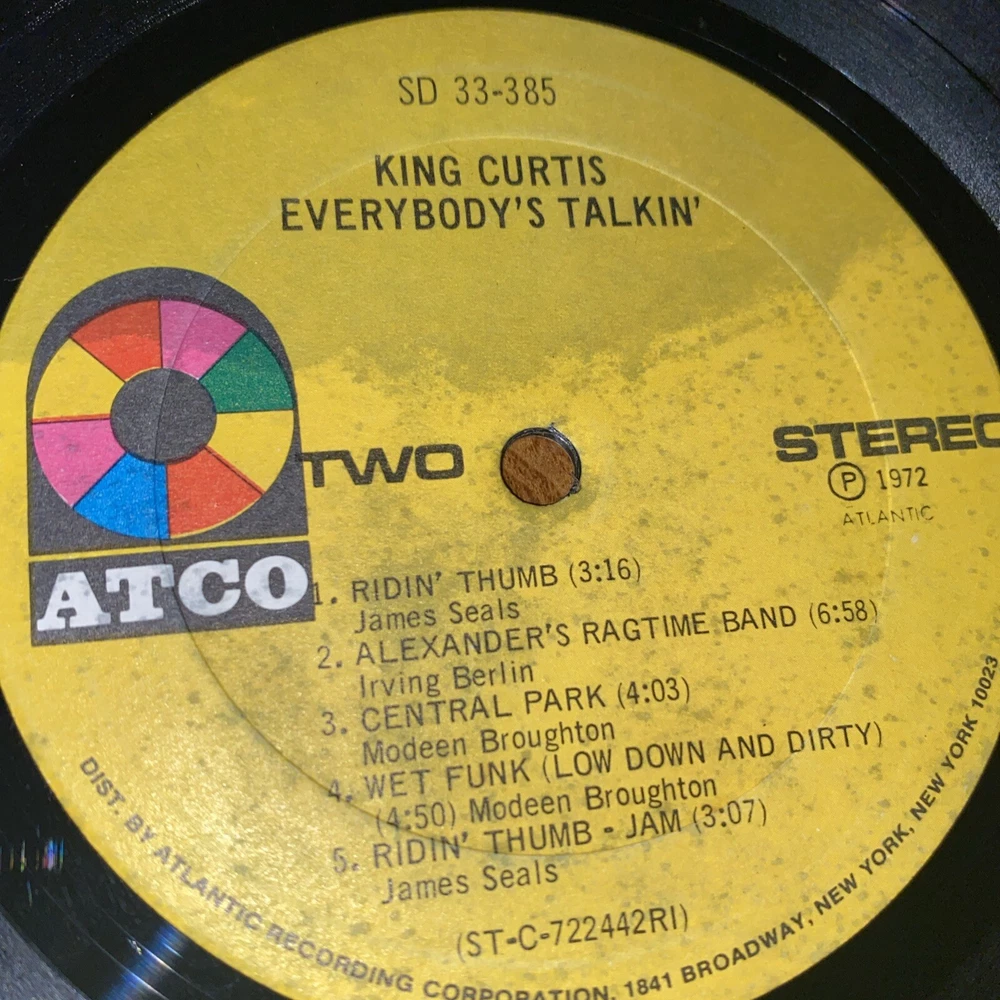 SD 33-385
KING CURTIS
EVERYBODY'S TALKIN'
ATCO
TWO
STEREO
Ⓟ 1972
ATLANTIC
1. RIDIN' THUMB (3:16)
James Seals
2. ALEXANDER'S RAGTIME BAND (6:58)
Irving Berlin
3. CENTRAL PARK (4:03)
Modeen Broughton
4. WET FUNK (LOW DOWN AND DIRTY)
(4:50) Modeen Broughton
5. RIDIN' THUMB - JAM (3:07)
James Seals
(ST-C-722442RI)
DIST. BY ATLANTIC RECORDING CORPORATION, 1841 BROADWAY, NEW YORK, NEW YORK 10023